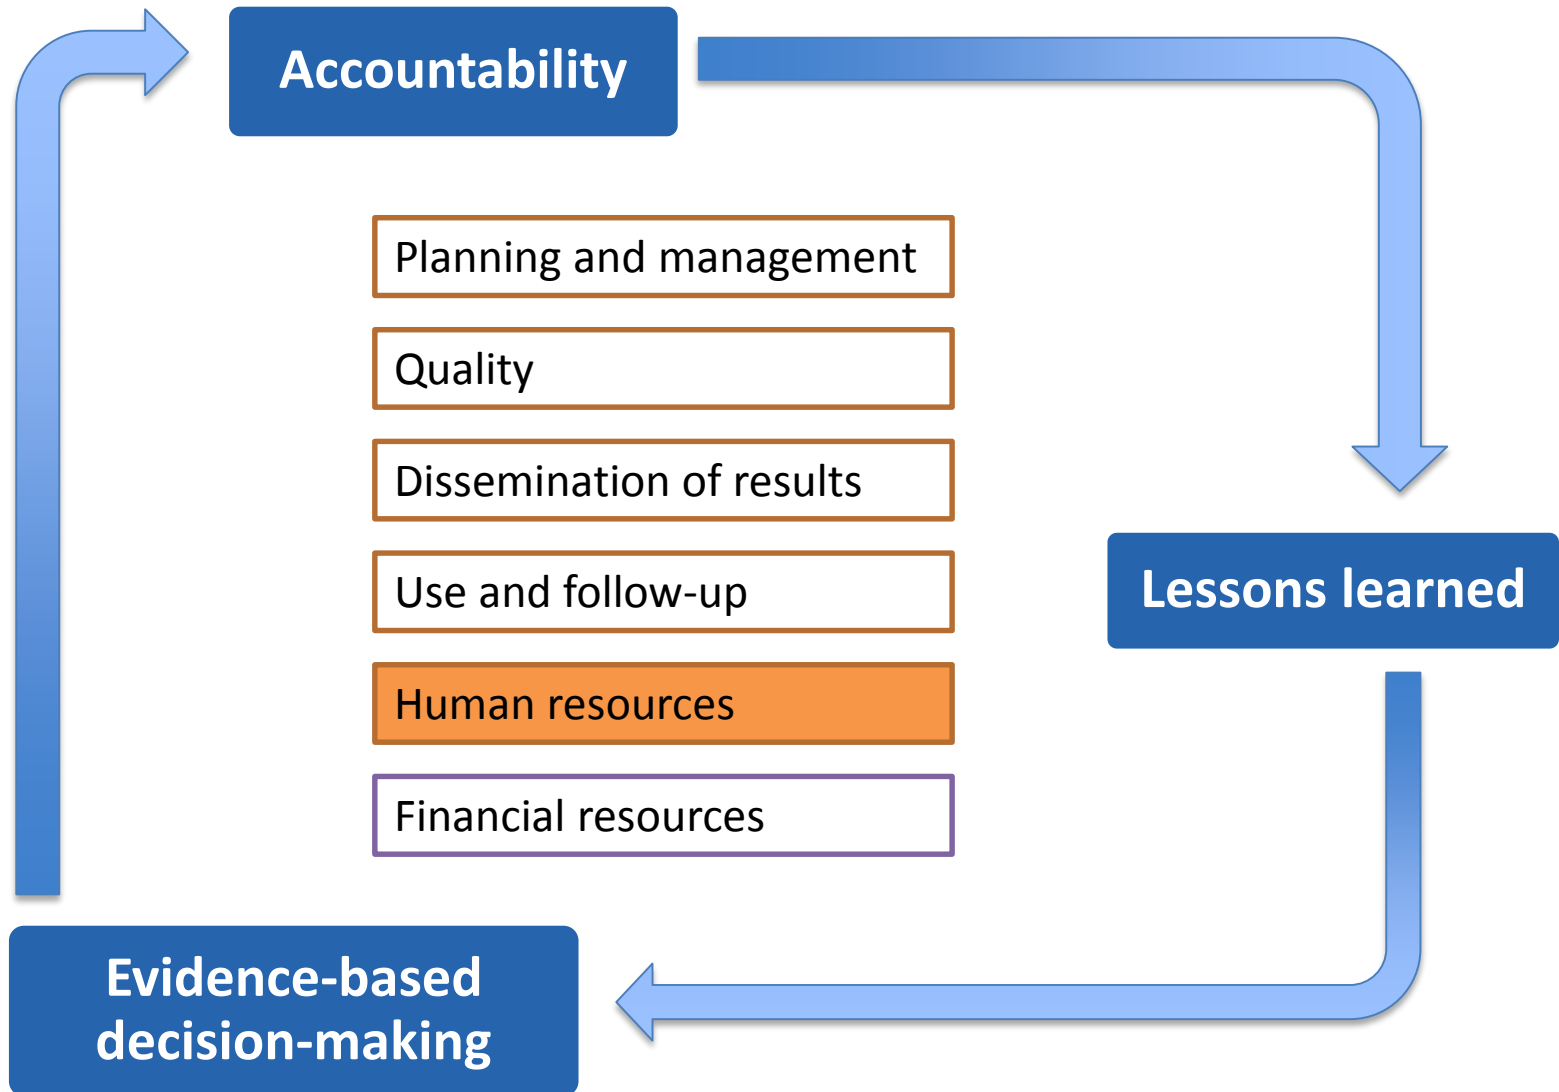 Accountability
Planning and management
Quality
Dissemination of results
Use and follow-up
Lessons learned
Human resources
Financial resources
Evidence-based
decision-making